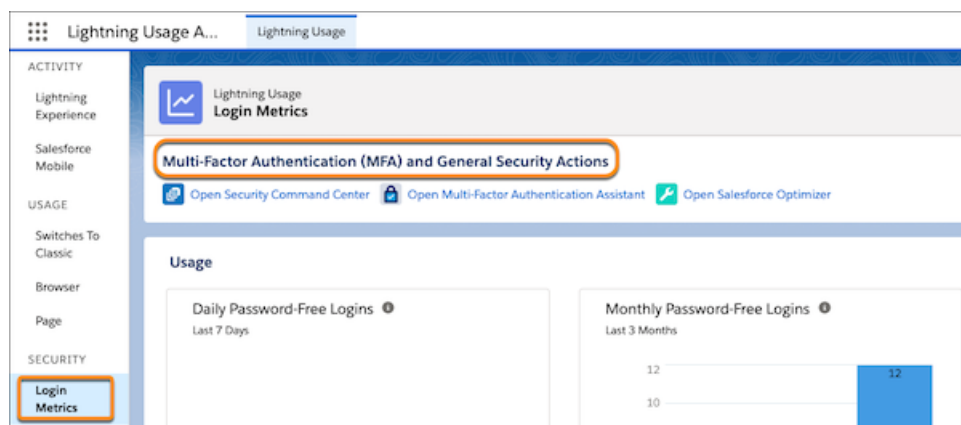 Lightning Usage A...
Lightning Usage
ACTIVITY
Lightning
Experience
Salesforce
Mobile
USAGE
Switches To
Classic
Browser
Page
SECURITY
Login
Metrics
Lightning Usage
Login Metrics
Multi-Factor Authentication (MFA) and General Security Actions
Open Security Command Center Open Multi-Factor Authentication Assistant Open Salesforce Optimizer
Usage
Daily Password-Free Logins
Last 7 Days
Monthly Password-Free Logins
Last 3 Months
12
12
10